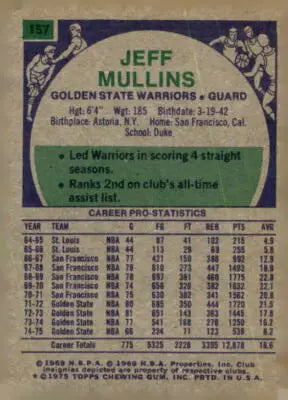 157
JEFF
MULLINS
GOLDEN STATE WARRIORS • GUARD
Hgt: 6'4" Wgt: 185 Birthdate: 3-19-42
Birthplace: Astoria, N.Y. Home: San Francisco, Cal.
School: Duke
• Led Warriors in scoring 4 straight
seasons.
• Ranks 2nd on club's all-time
assist list.
CAREER PRO-STATISTICS
YEAR TEAM G FG FT REB PTS AVG
64-65 St. Louis NBA 44 87 41 102 215 4.9
65-66 St. Louis NBA 44 113 29 255 5.8
66-67 San Francisco NBA 77 421 150 388 992 12.9
67-68 San Francisco NBA 79 610 273 447 1493 18.9
68-69 San Francisco NBA 78 697 381 460 1775 22.8
69-70 San Francisco NBA 74 656 320 382 1632 22.1
70-71 San Francisco NBA 75 630 302 341 1562 20.8
71-72 Golden State NBA 80 685 350 444 1720 21.5
72-73 Golden State NBA 81 651 143 363 1445 17.8
73-74 Golden State NBA 77 541 168 276 1250 16.2
74-75 Golden State NBA 66 234 71 123 539 8.2
Career Totals 775 5325 2228 12878 16.6
© 1969 N.B.P.A. © 1969 N.B.A. Properties, Inc. Club
insignias depicted are property of respective clubs.
© 1975 TOPPS CHEWING GUM, INC. PRTD. IN U.S.A.